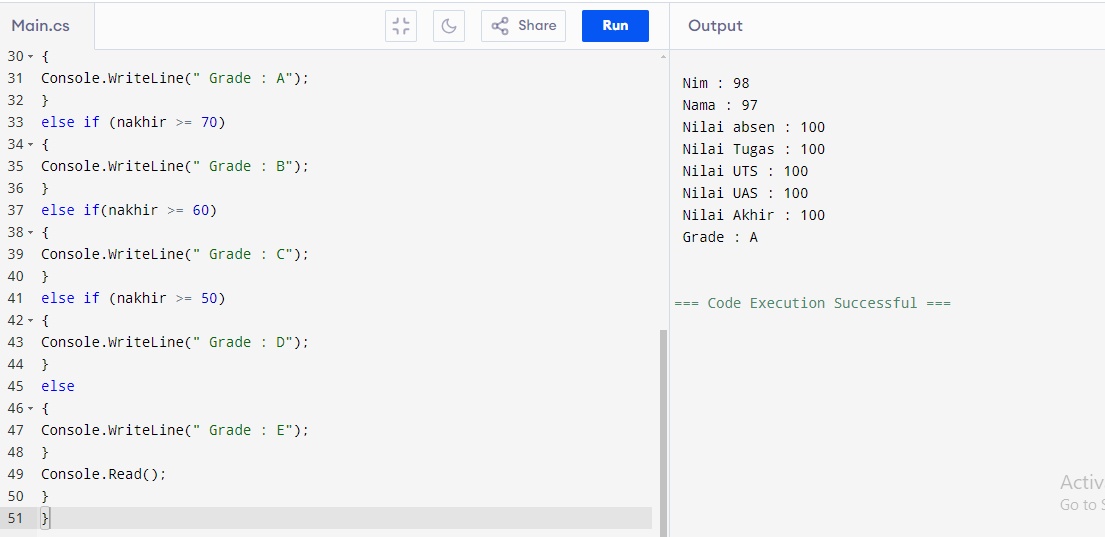 Main.cs
Share
Run
Output
30 {
31 Console.WriteLine(" Grade : A");
32 }
33 else if (nakhir >= 70)
34 {
35 Console.WriteLine(" Grade : B");
36 }
37 else if(nakhir >= 60)
38 {
39 Console.WriteLine(" Grade : C");
40 }
41 else if (nakhir >= 50)
42 {
43 Console.WriteLine(" Grade : D");
44 }
45 else
46 {
47 Console.WriteLine(" Grade : E");
48 }
49 Console.Read();
50 }
51 }
Nim : 98
Nama : 97
Nilai absen : 100
Nilai Tugas : 100
Nilai UTS : 100
Nilai UAS : 100
Nilai Akhir : 100
Grade : A
=== Code Execution Successful ===
Activ
Go to S